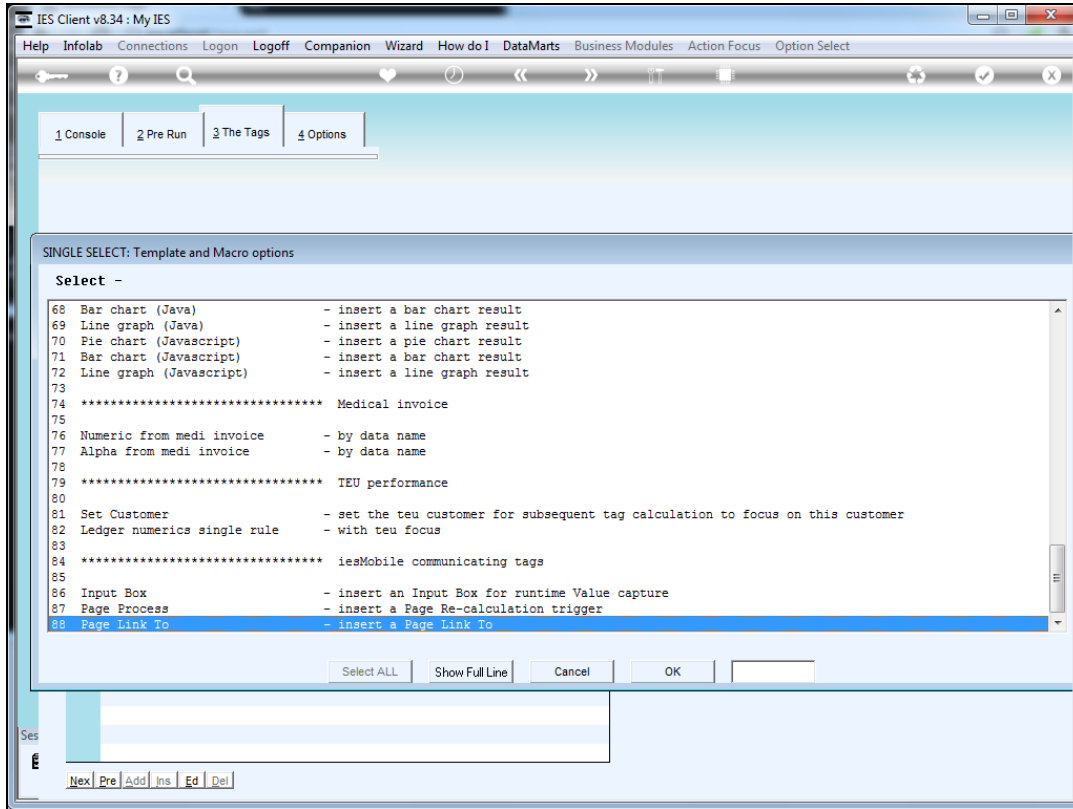 IES Client v8.34 : My IES
Help Infolab Connections Logon Logoff Companion Wizard How do I DataMarts Business Modules Action Focus Option Select
1 Console 2 Pre Run 3 The Tags 4 Options
SINGLE SELECT: Template and Macro options
Select -
68 Bar chart (Java) - insert a bar chart result
69 Line graph (Java) - insert a line graph result
70 Pie chart (Javascript) - insert a pie chart result
71 Bar chart (Javascript) - insert a bar chart result
72 Line graph (Javascript) - insert a line graph result
73
74 ********************************* Medical invoice
75
76 Numeric from medi invoice - by data name
77 Alpha from medi invoice - by data name
78
79 ********************************* TEU performance
80
81 Set Customer - set the teu customer for subsequent tag calculation to focus on this customer
82 Ledger numerics single rule - with teu focus
83
84 ********************************* iesMobile communicating tags
85
86 Input Box - insert an Input Box for runtime Value capture
87 Page Process - insert a Page Re-calculation trigger
88 Page Link To - insert a Page Link To
Select ALL Show Full Line Cancel OK
Ses
Nex Pre Add Ins Ed Del